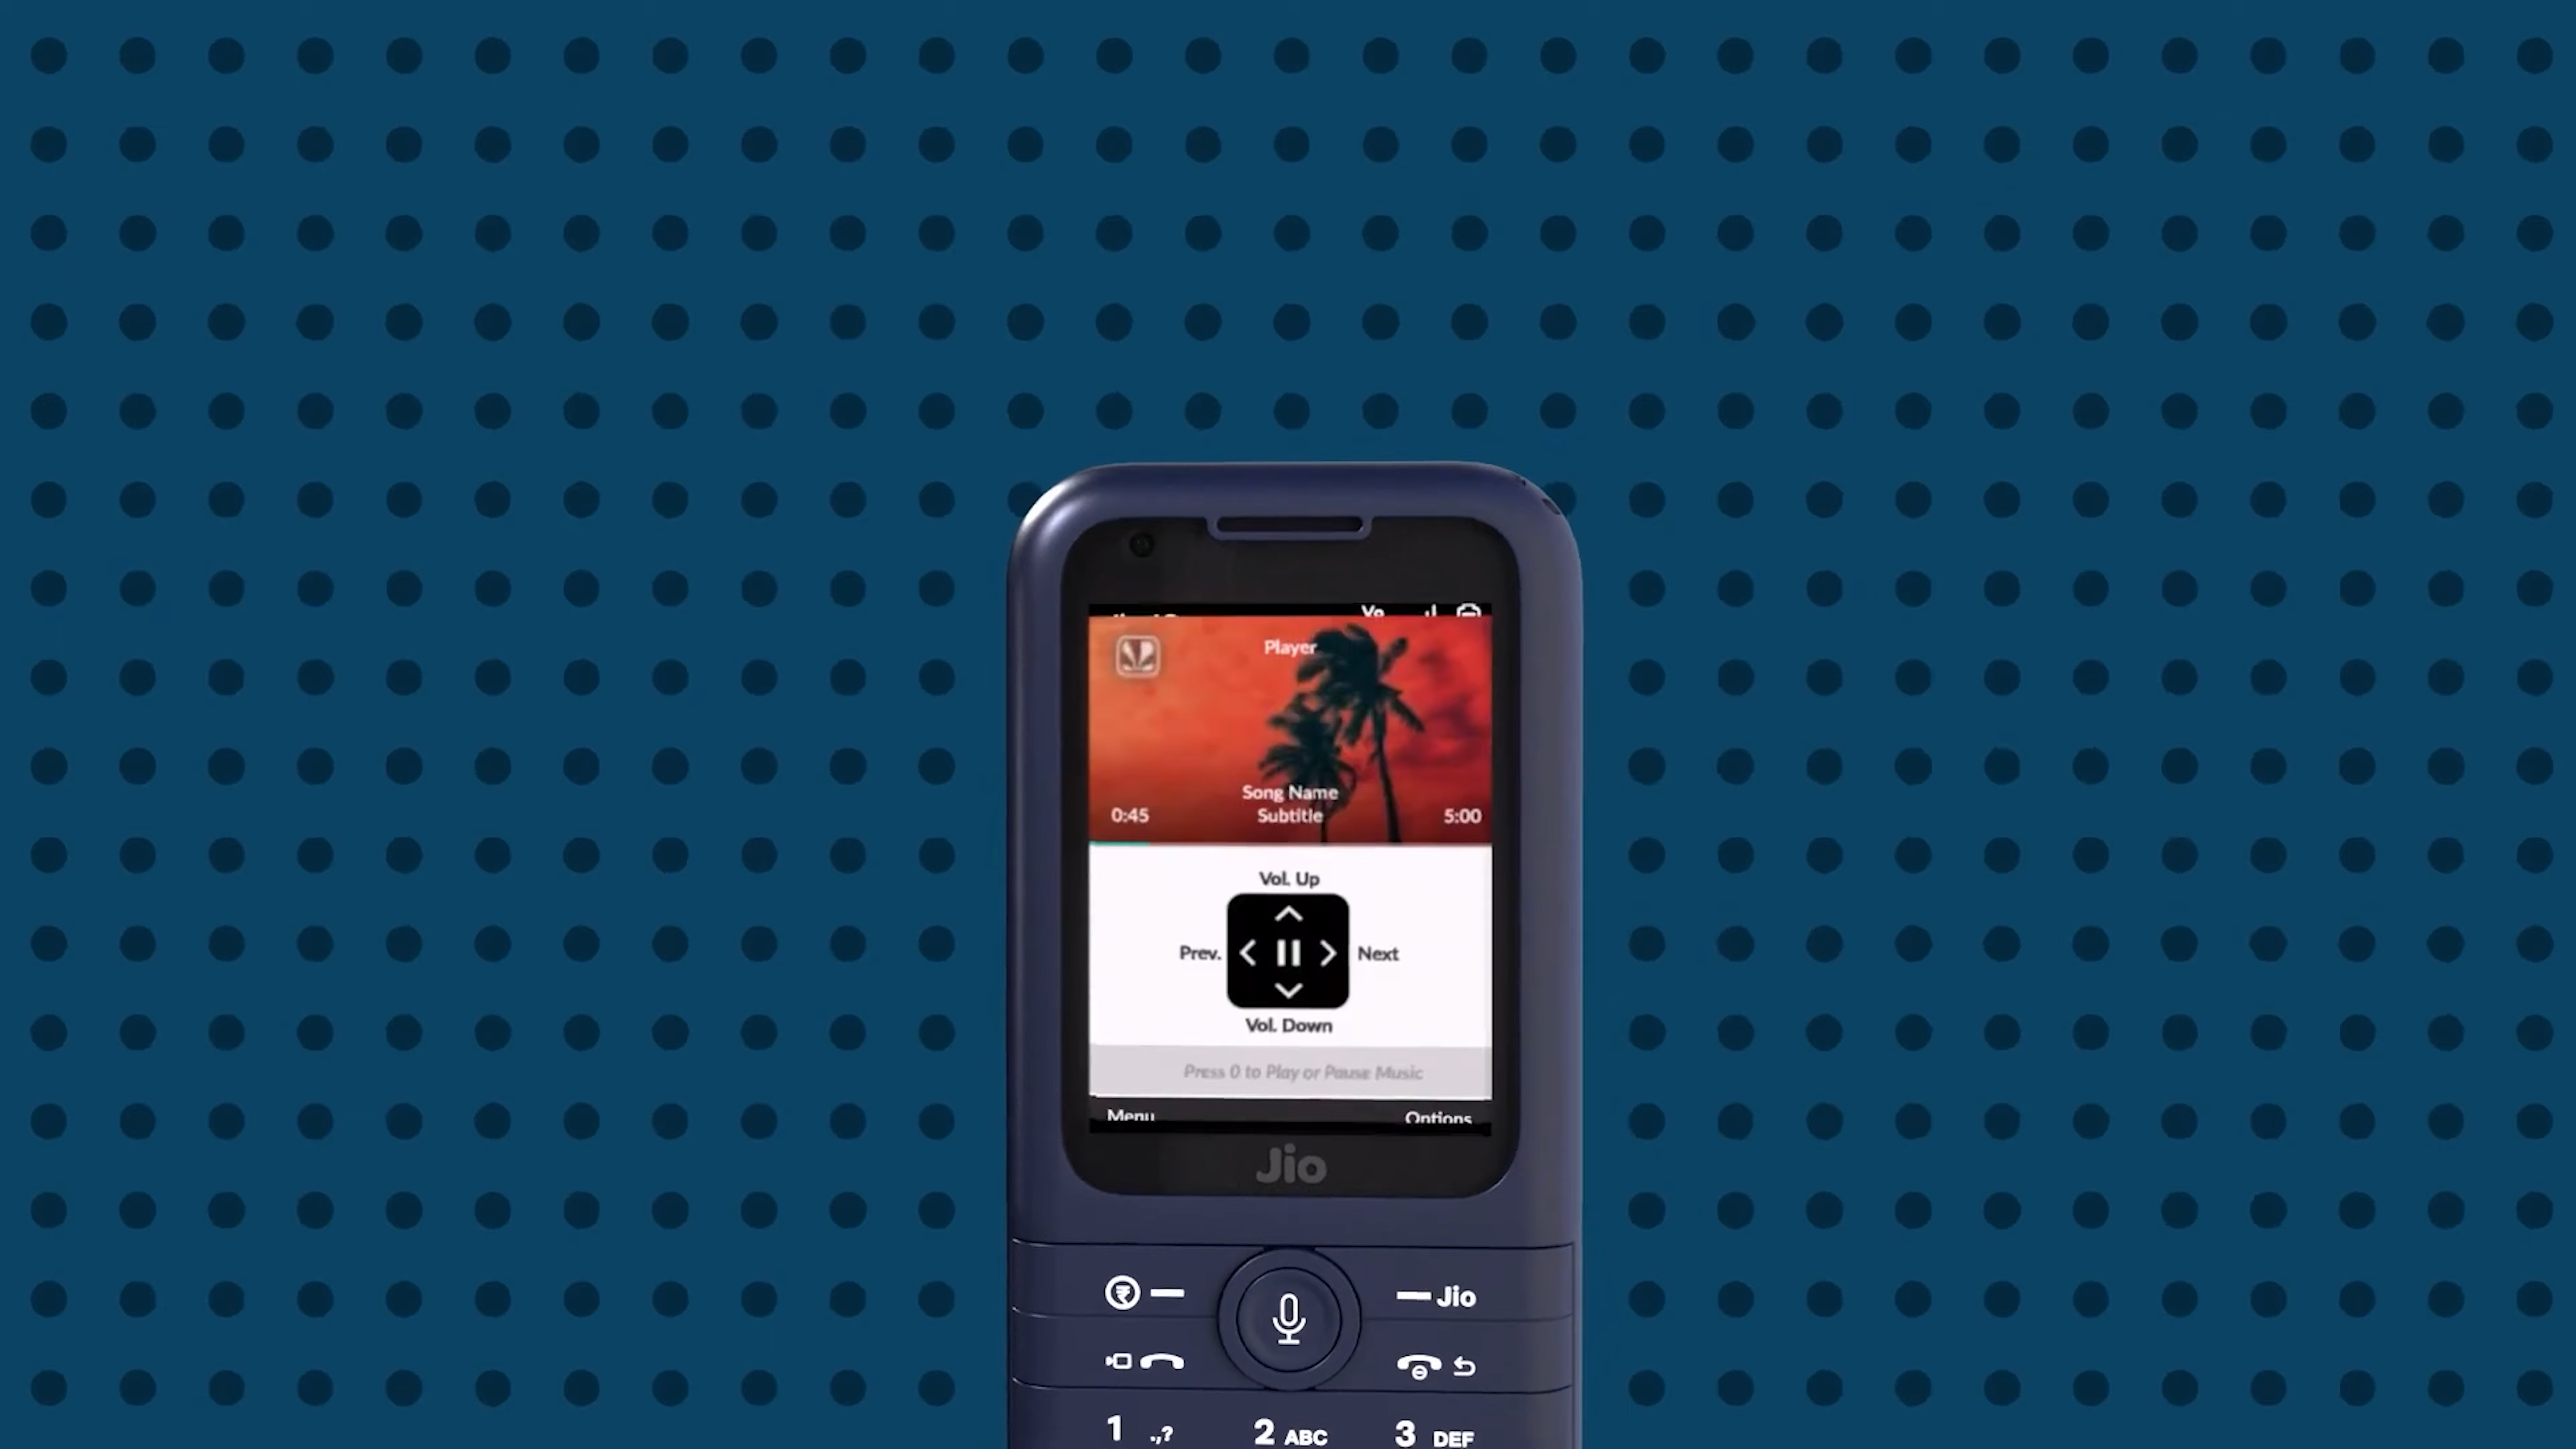 Player
Song Name
0:45 Subtitle 5:00
Vol. Up
Prev. Next
Vol. Down
Press 0 to Play or Pause Music
Menu Options
Jio
Jio
1 .,? 2 ABC 3 DEF